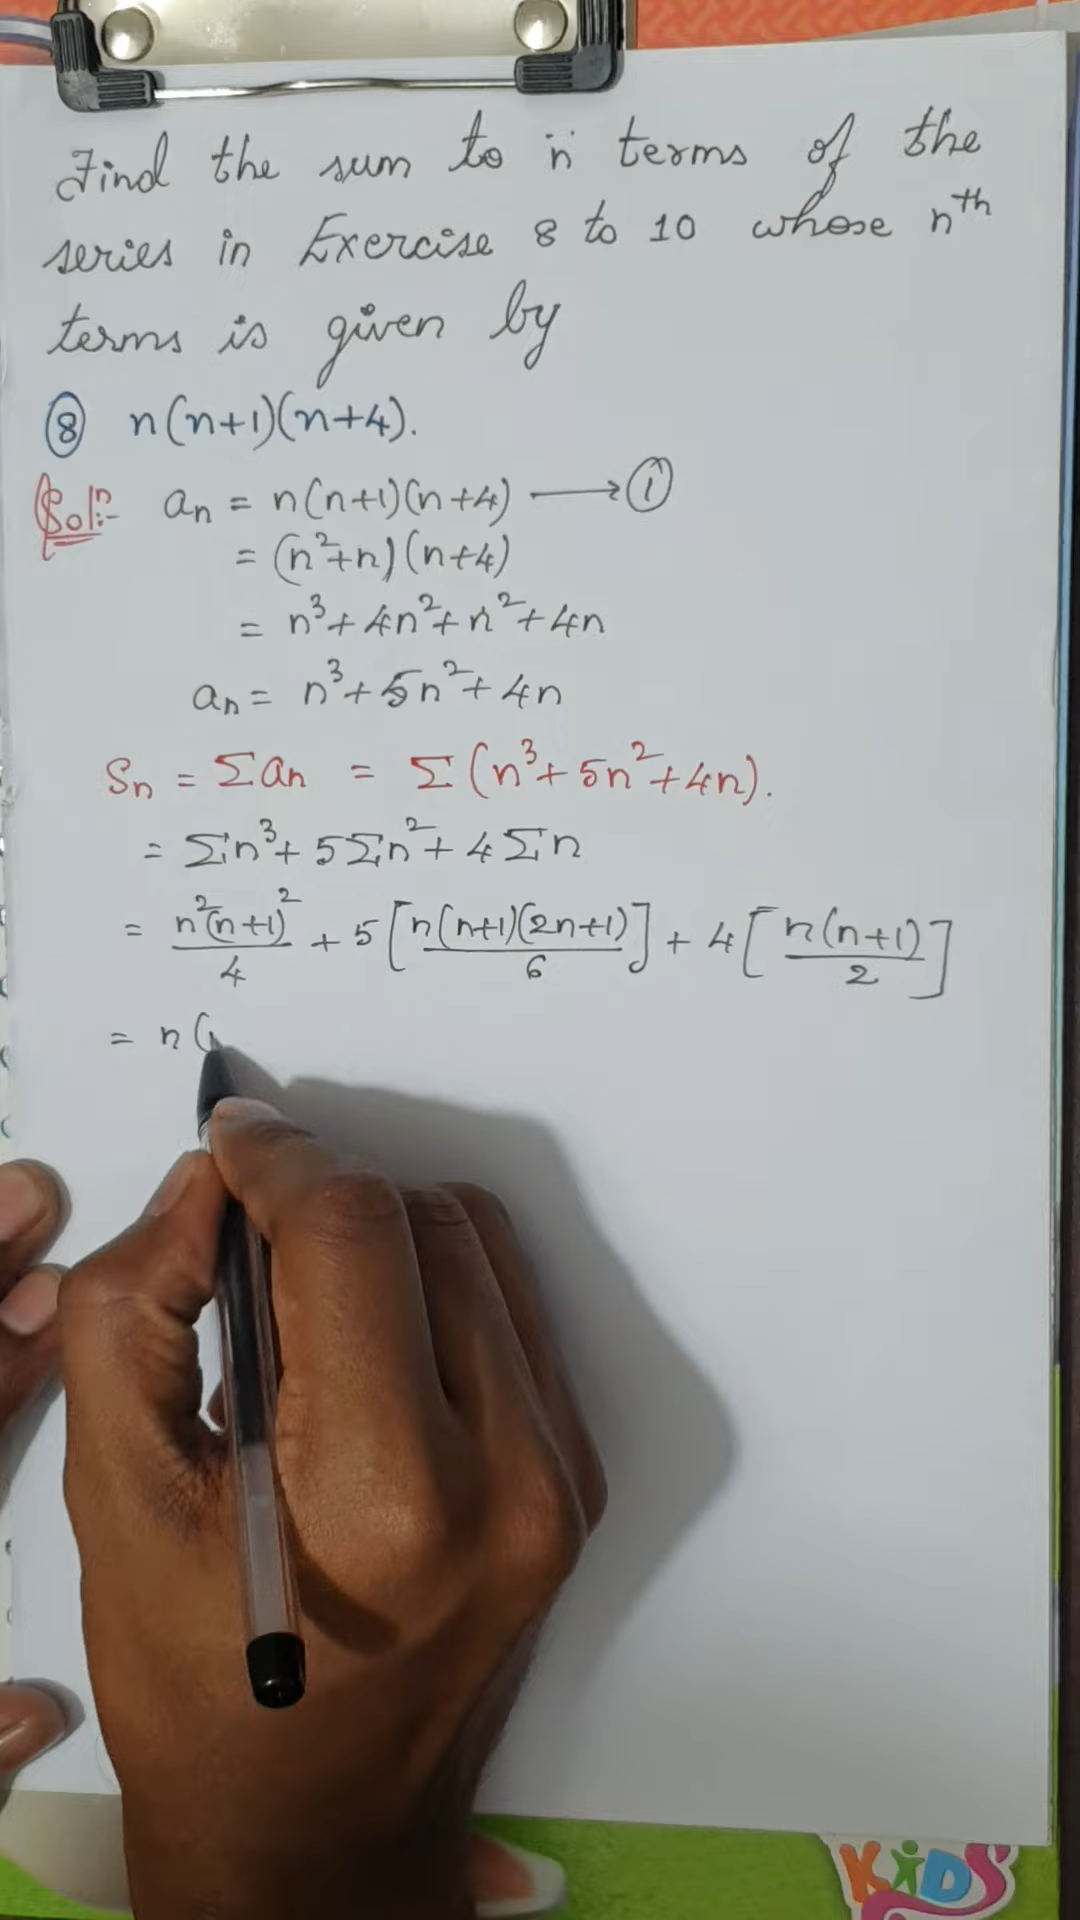 Find the sum to 'n' terms of the
series in Exercise 8 to 10 whose nᵗʰ
terms is given by
⑧ n(n+1)(n+4).
Solⁿ:- aₙ = n(n+1)(n+4) ⟶ ①
= (n²+n)(n+4)
= n³+4n²+n²+4n
aₙ = n³+5n²+4n
Sₙ = Σaₙ = Σ(n³+5n²+4n).
= Σn³+5Σn²+4Σn
= n²(n+1)²/4 + 5[n(n+1)(2n+1)/6] + 4[n(n+1)/2]
= n(
KiDS